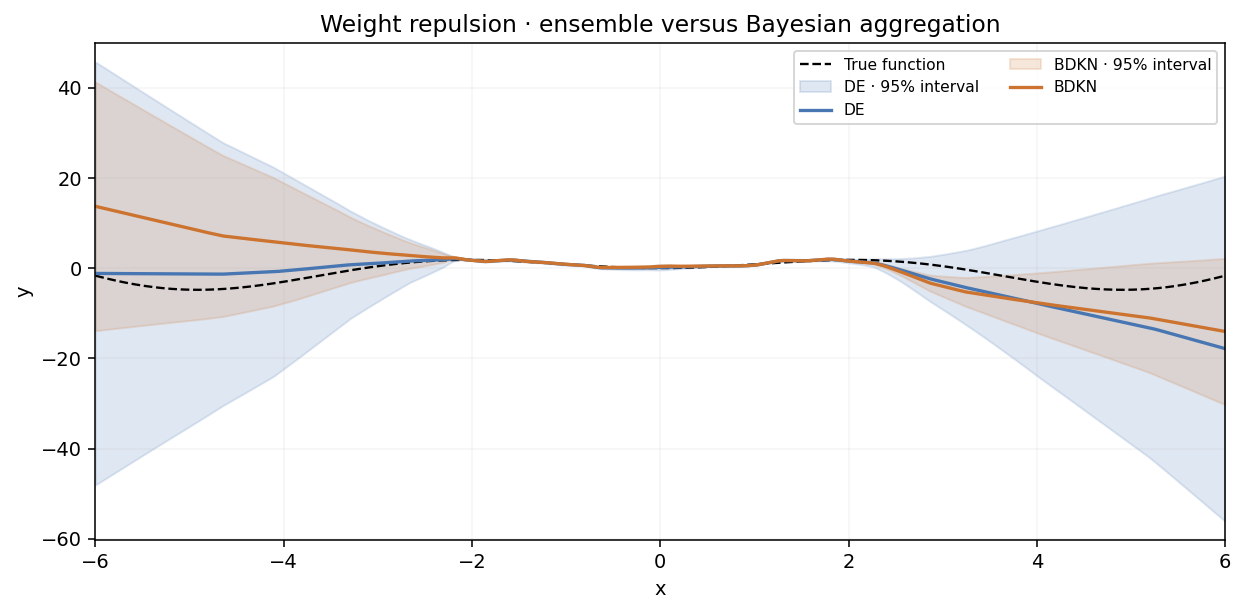 Weight repulsion · ensemble versus Bayesian aggregation
True function
DE · 95% interval
DE
BDKN · 95% interval
BDKN
y
40
20
0
−20
−40
−60
−6
−4
−2
0
2
4
6
x